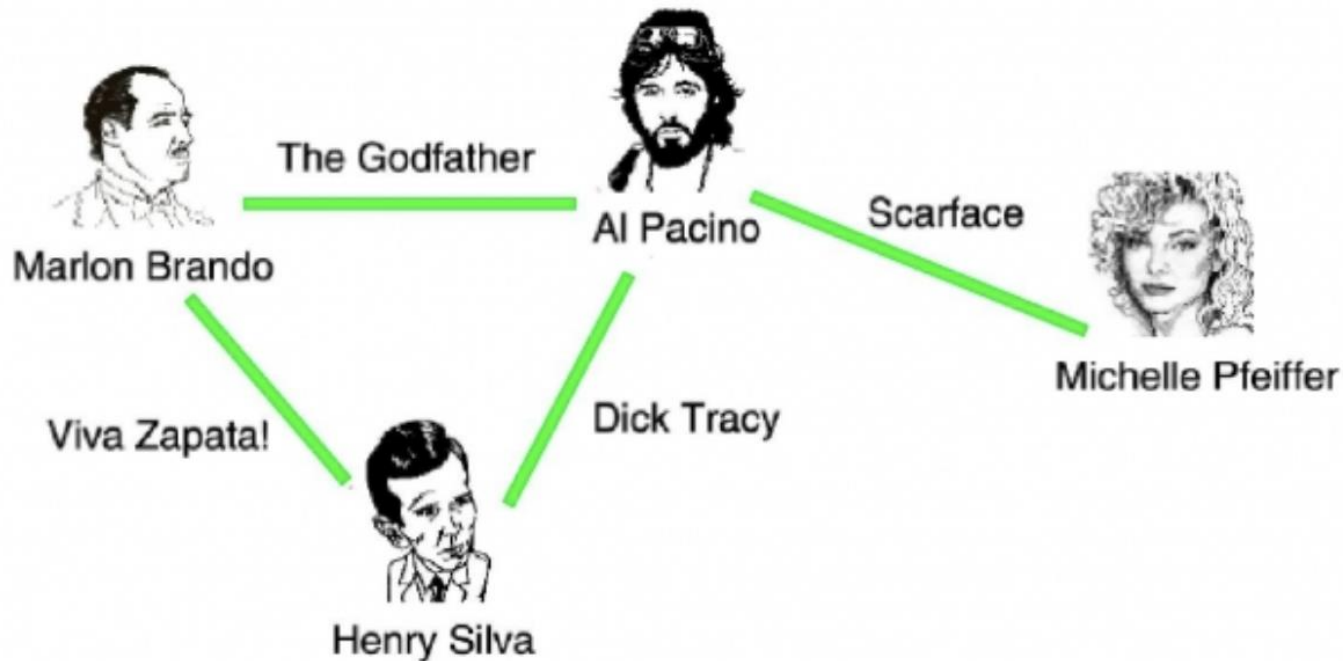 The Godfather
Al Pacino
Scarface
Marlon Brando
Michelle Pfeiffer
Viva Zapata!
Dick Tracy
Henry Silva